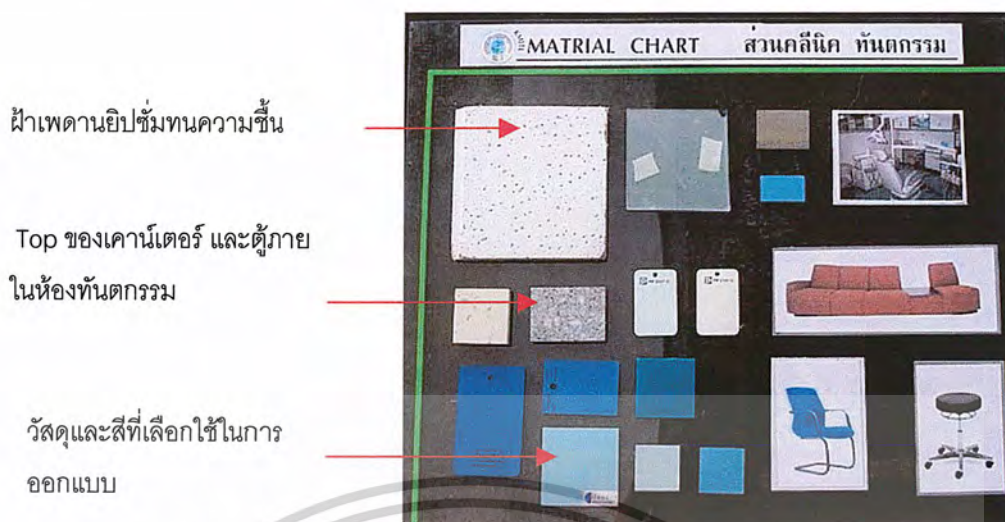 MATRIAL CHART ส่วนคลีนิค ทันตกรรม
ฝ้าเพดานยิปซั่มทนความชื้น
Top ของเคาน์เตอร์ และตู้ภาย
ในห้องทันตกรรม
วัสดุและสีที่เลือกใช้ในการ
ออกแบบ